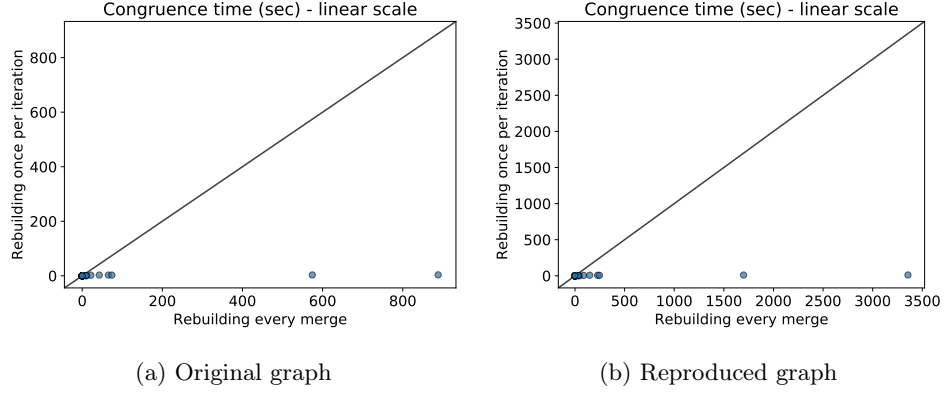 Congruence time (sec) - linear scale
Rebuilding once per iteration
800
600
400
200
0
0 200 400 600 800
Rebuilding every merge
(a) Original graph
Congruence time (sec) - linear scale
Rebuilding once per iteration
3500
3000
2500
2000
1500
1000
500
0
0 500 1000 1500 2000 2500 3000 3500
Rebuilding every merge
(b) Reproduced graph